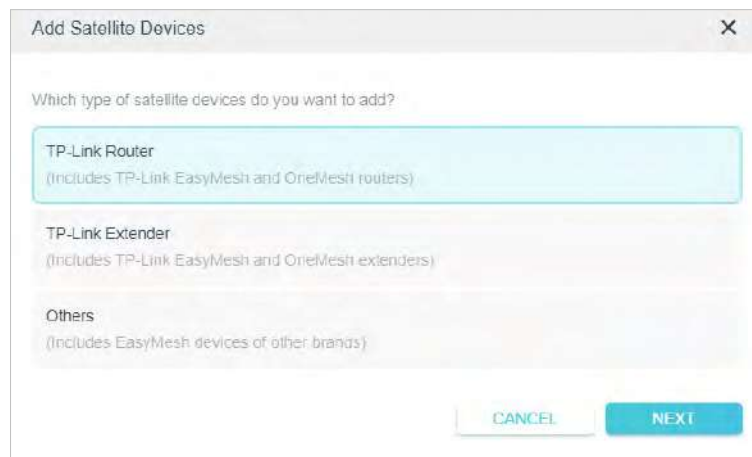 Add Satellite Devices
Which type of satellite devices do you want to add?
TP-Link Router
(Includes TP-Link EasyMesh and OneMesh routers)
TP-Link Extender
(Includes TP-Link EasyMesh and OneMesh extenders)
Others
(Includes EasyMesh devices of other brands)
CANCEL NEXT